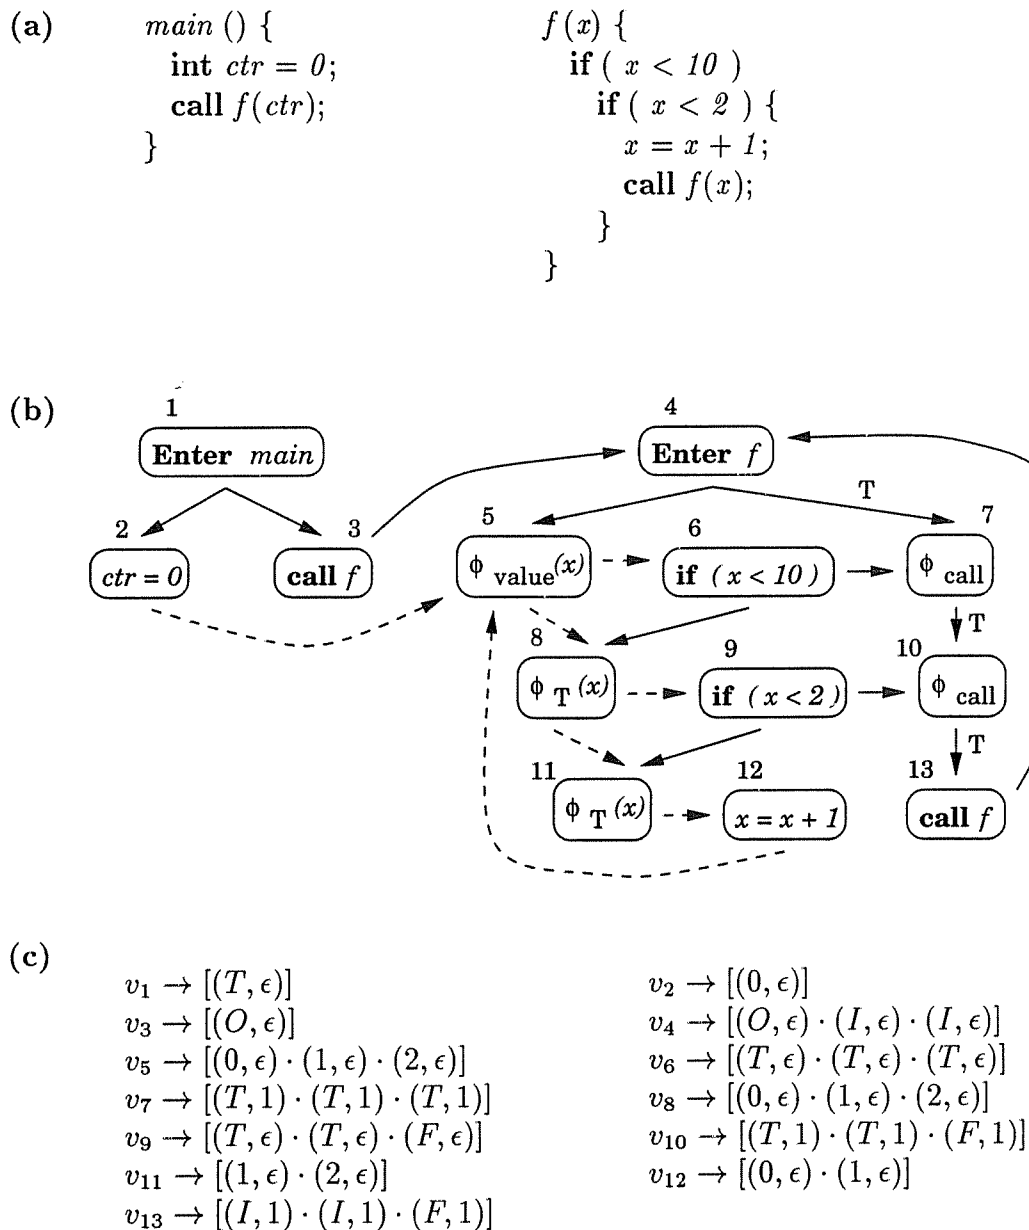 (a)
main () {
int ctr = 0;
call f(ctr);
}
f(x) {
if ( x < 10 )
if ( x < 2 ) {
x = x + 1;
call f(x);
}
}
(b)
1
Enter main
2
ctr = 0
3
call f
4
Enter f
T
5
ϕ value(x)
6
if (x < 10)
7
ϕ call
T
8
ϕ T (x)
9
if (x < 2)
10
ϕ call
T
11
ϕ T (x)
12
x = x + 1
13
call f
(c)
v₁ → [(T, ϵ)]
v₂ → [(0, ϵ)]
v₃ → [(O, ϵ)]
v₄ → [(O, ϵ) · (I, ϵ) · (I, ϵ)]
v₅ → [(0, ϵ) · (1, ϵ) · (2, ϵ)]
v₆ → [(T, ϵ) · (T, ϵ) · (T, ϵ)]
v₇ → [(T, 1) · (T, 1) · (T, 1)]
v₈ → [(0, ϵ) · (1, ϵ) · (2, ϵ)]
v₉ → [(T, ϵ) · (T, ϵ) · (F, ϵ)]
v₁₀ → [(T, 1) · (T, 1) · (F, 1)]
v₁₁ → [(1, ϵ) · (2, ϵ)]
v₁₂ → [(0, ϵ) · (1, ϵ)]
v₁₃ → [(I, 1) · (I, 1) · (F, 1)]